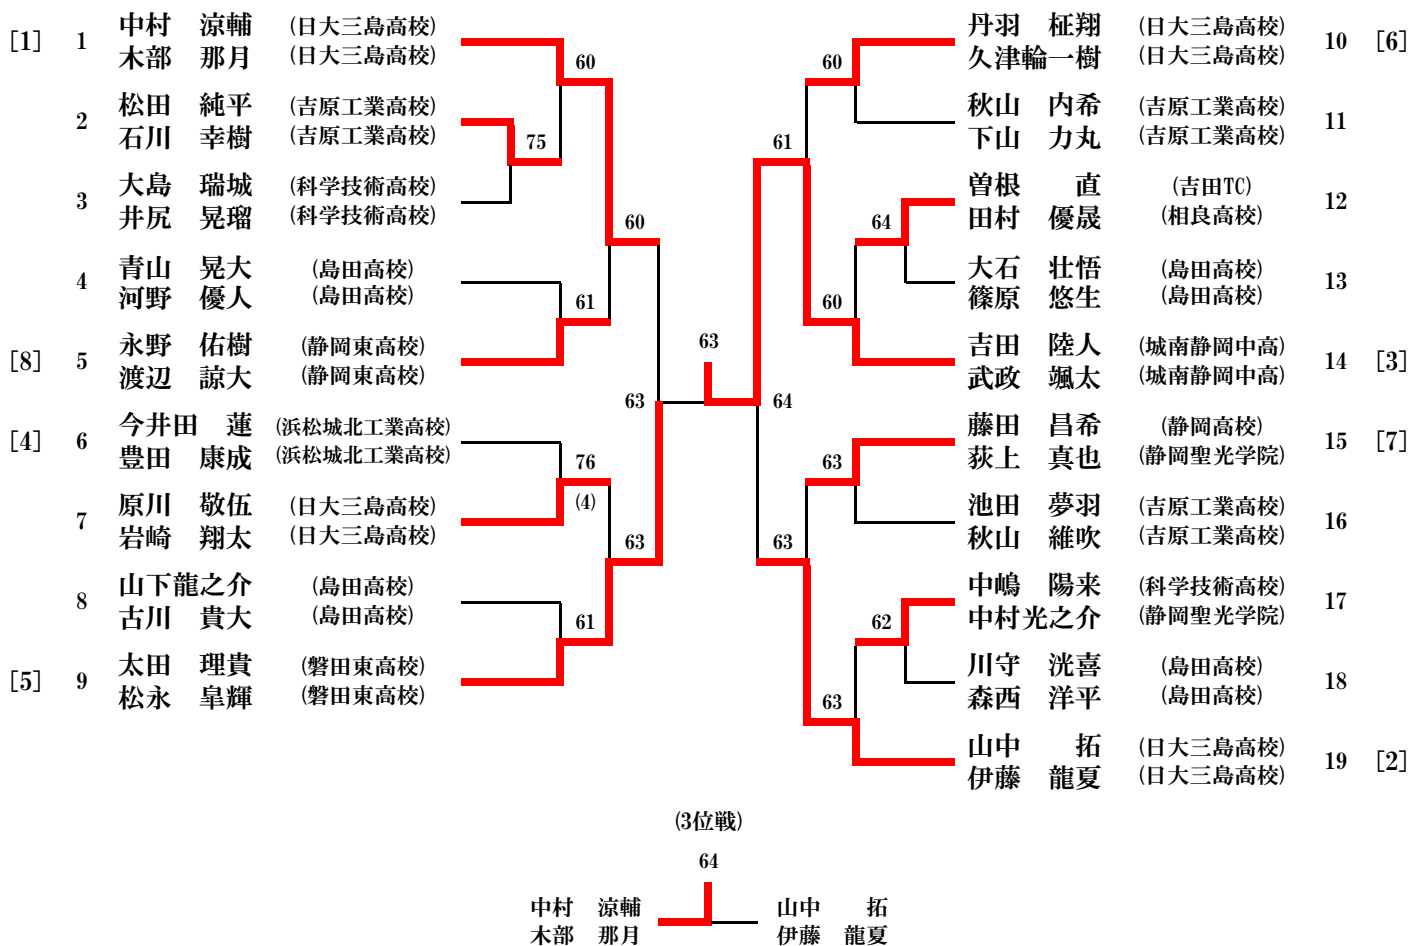 [1] 1 中村 涼輔 (日大三島高校)
木部 那月 (日大三島高校)
60
2 松田 純平 (吉原工業高校)
石川 幸樹 (吉原工業高校)
75
3 大島 瑞城 (科学技術高校)
井尻 晃瑠 (科学技術高校)
60
4 青山 晃大 (島田高校)
河野 優人 (島田高校)
61
[8] 5 永野 佑樹 (静岡東高校)
渡辺 諒大 (静岡東高校)
63
[4] 6 今井田 蓮 (浜松城北工業高校)
豊田 康成 (浜松城北工業高校)
76
(4)
7 原川 敬伍 (日大三島高校)
岩崎 翔太 (日大三島高校)
63
8 山下龍之介 (島田高校)
古川 貴大 (島田高校)
61
[5] 9 太田 理貴 (磐田東高校)
松永 皐輝 (磐田東高校)
63
丹羽 柾翔 (日大三島高校) 10 [6]
久津輪一樹 (日大三島高校)
60
秋山 内希 (吉原工業高校) 11
下山 力丸 (吉原工業高校)
61
曽根 直 (吉田TC) 12
田村 優晟 (相良高校)
64
大石 壮悟 (島田高校) 13
篠原 悠生 (島田高校)
60
吉田 陸人 (城南静岡中高) 14 [3]
武政 颯太 (城南静岡中高)
64
藤田 昌希 (静岡高校) 15 [7]
荻上 真也 (静岡聖光学院)
63
池田 夢羽 (吉原工業高校) 16
秋山 維吹 (吉原工業高校)
63
中嶋 陽来 (科学技術高校) 17
中村光之介 (静岡聖光学院)
62
川守 洸喜 (島田高校) 18
森西 洋平 (島田高校)
63
山中 拓 (日大三島高校) 19 [2]
伊藤 龍夏 (日大三島高校)
(3位戦)
64
中村 涼輔 山中 拓
木部 那月 伊藤 龍夏